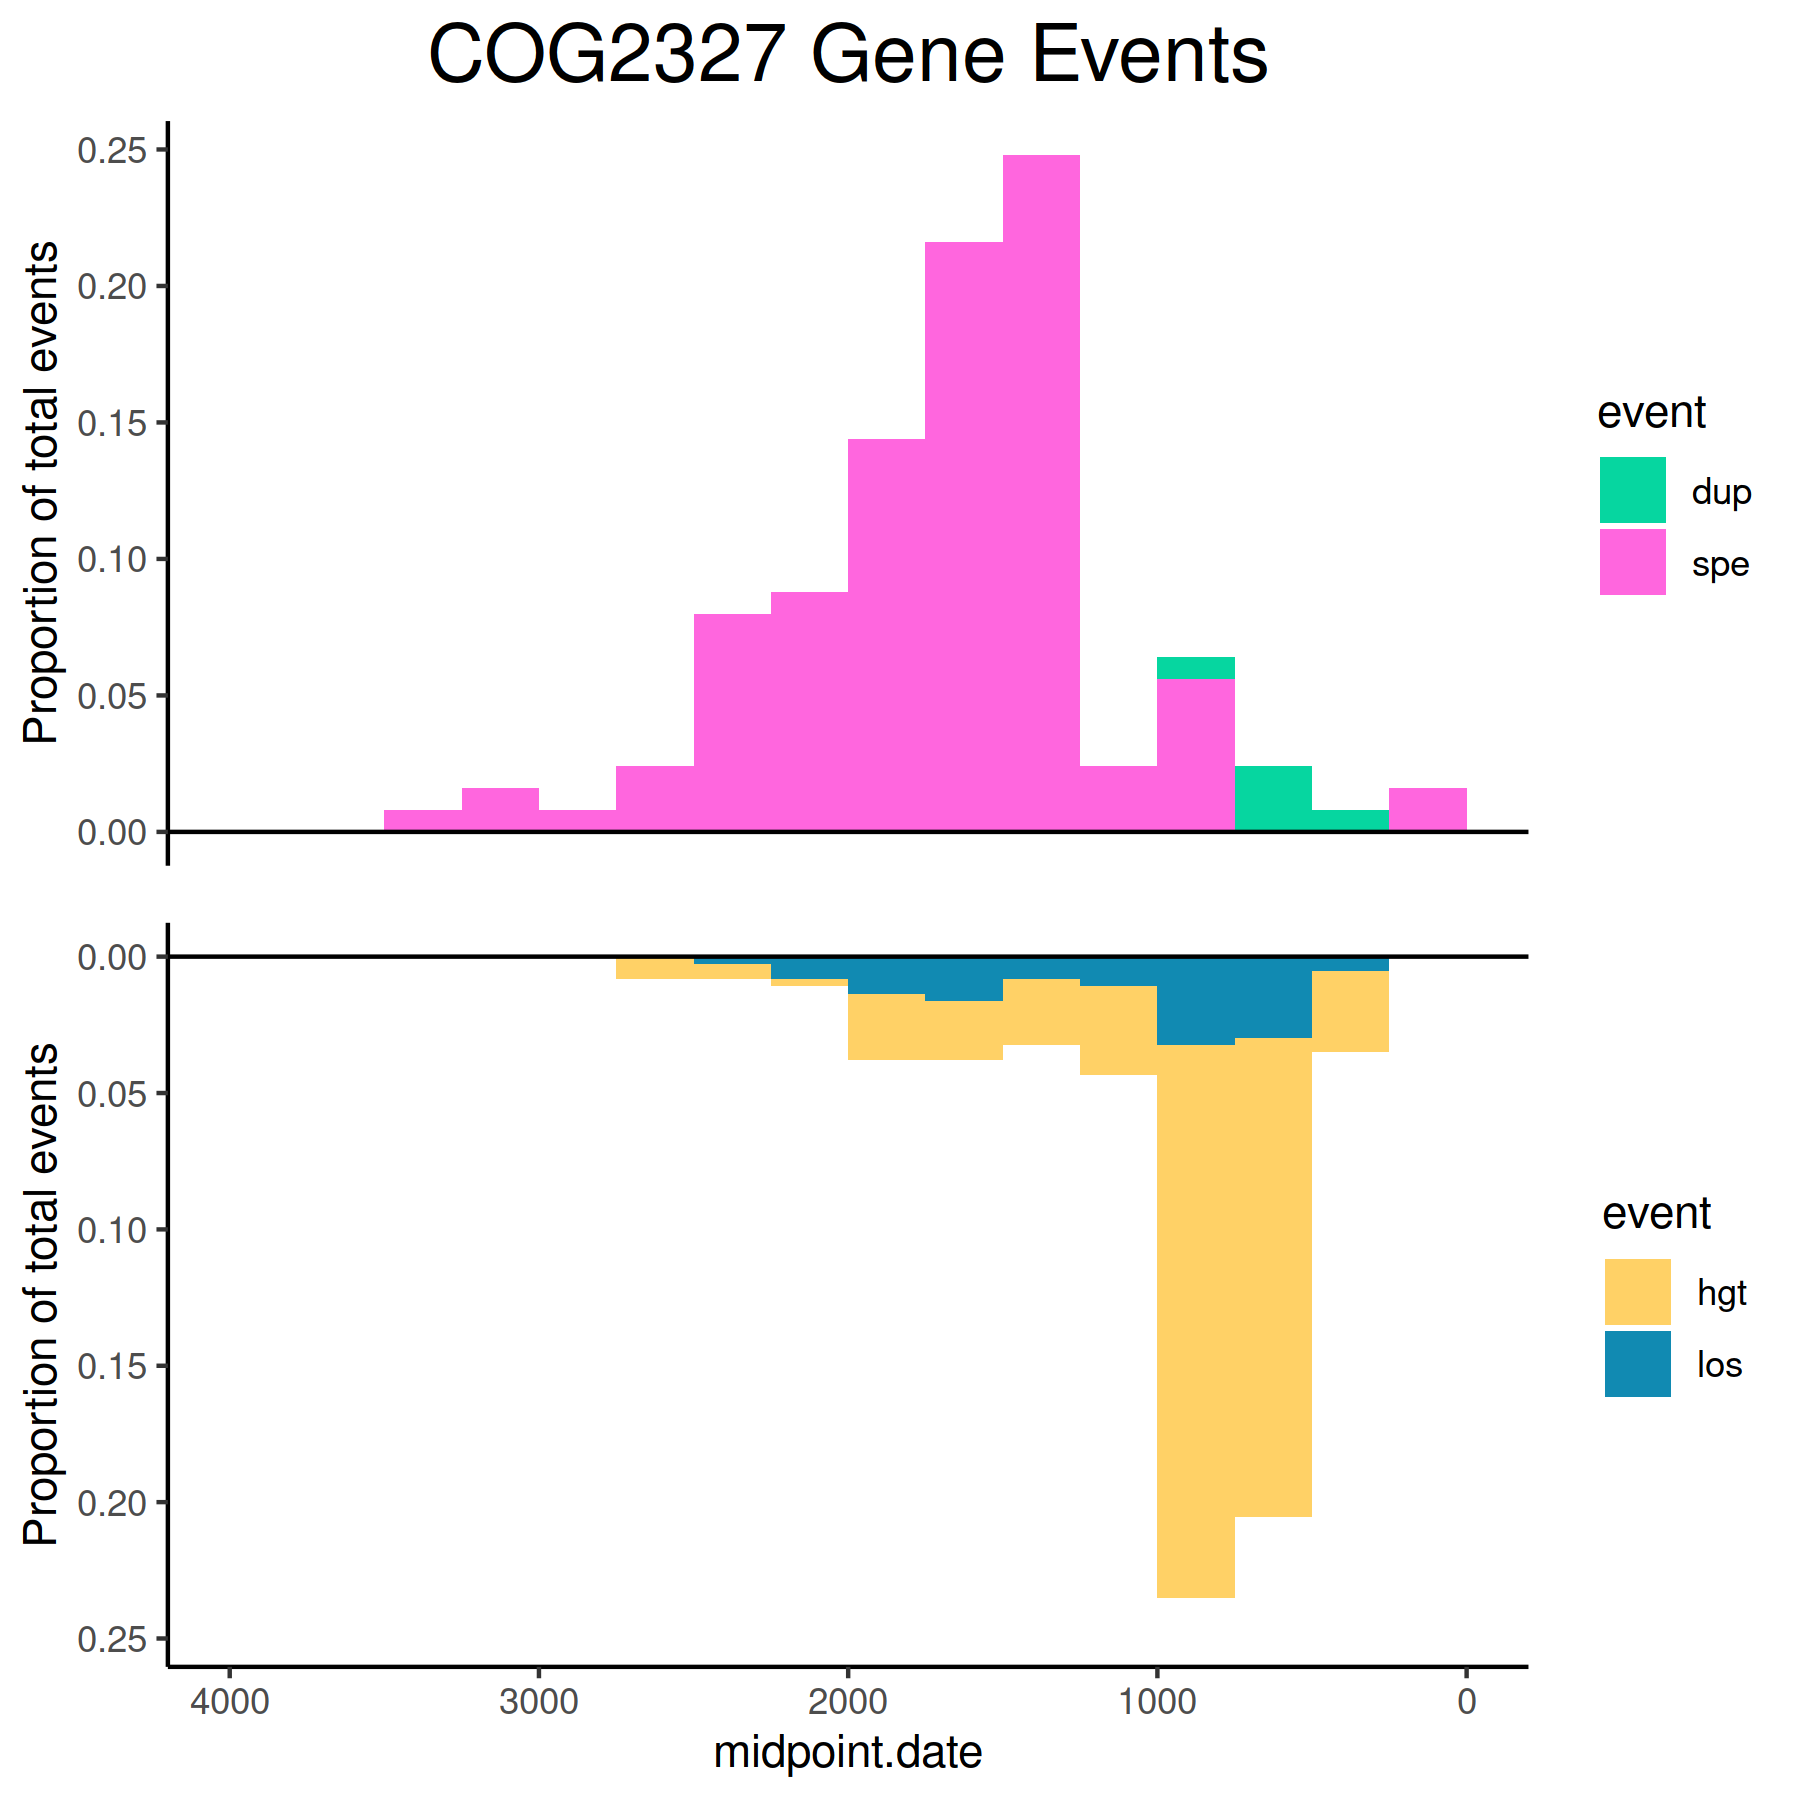 COG2327 Gene Events
Proportion of total events
0.25
0.20
0.15
0.10
0.05
0.00
event
dup
spe
Proportion of total events
0.00
0.05
0.10
0.15
0.20
0.25
event
hgt
los
4000 3000 2000 1000 0
midpoint.date